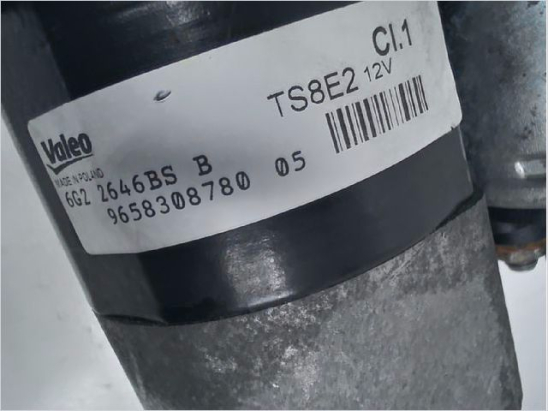 Cl.1
TS8E2 12V
Valeo
MADE IN POLAND
6G2 2646BS B
9658308780 05